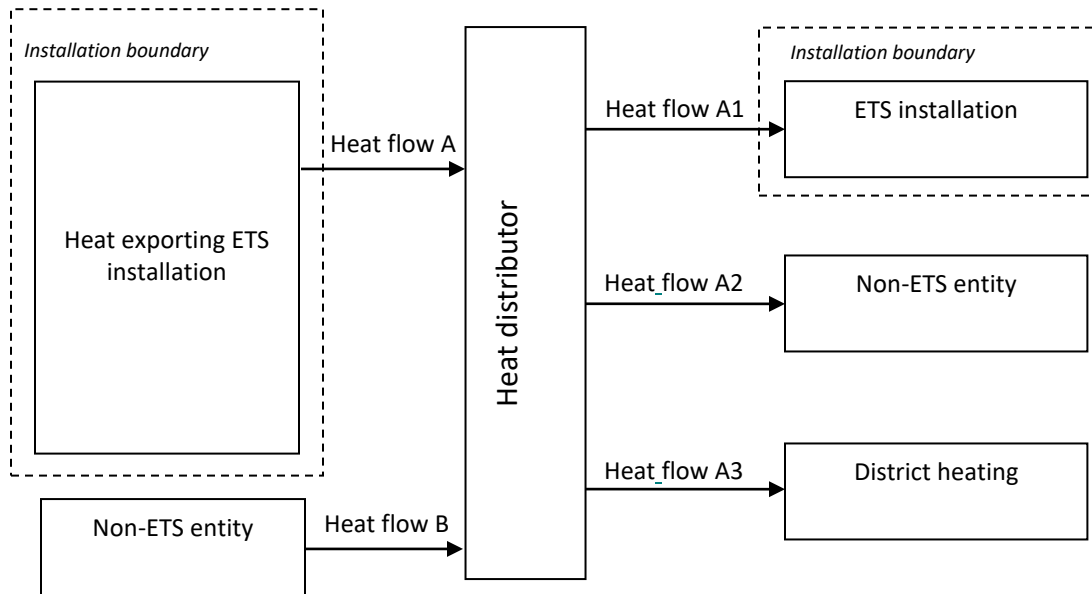 Installation boundary
Heat exporting ETS
installation
Heat flow A
Non-ETS entity
Heat flow B
Heat distributor
Installation boundary
Heat flow A1
ETS installation
Heat flow A2
Non-ETS entity
Heat flow A3
District heating